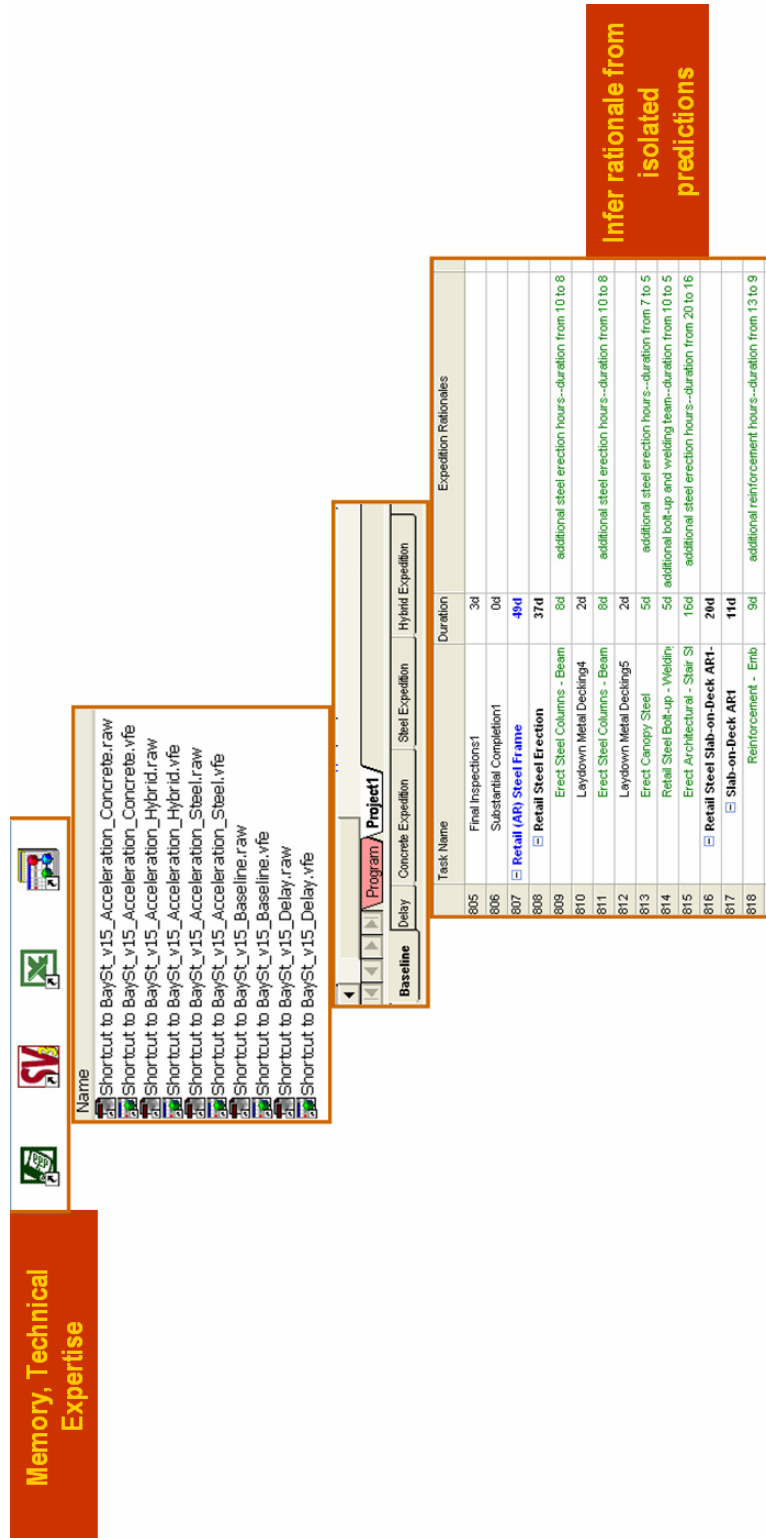 Memory, Technical
Expertise
Name
Shortcut to BaySt_v15_Acceleration_Concrete.raw
Shortcut to BaySt_v15_Acceleration_Concrete.vfe
Shortcut to BaySt_v15_Acceleration_Hybrid.raw
Shortcut to BaySt_v15_Acceleration_Hybrid.vfe
Shortcut to BaySt_v15_Acceleration_Steel.raw
Shortcut to BaySt_v15_Acceleration_Steel.vfe
Shortcut to BaySt_v15_Baseline.raw
Shortcut to BaySt_v15_Baseline.vfe
Shortcut to BaySt_v15_Delay.raw
Shortcut to BaySt_v15_Delay.vfe
Program Project1
Baseline Delay Concrete Expedition Steel Expedition Hybrid Expedition
Task Name Duration Expedition Rationales
805 Final Inspections1 3d
806 Substantial Completion1 0d
807 Retail (AR) Steel Frame 49d
808 Retail Steel Erection 37d
809 Erect Steel Columns - Beam 8d additional steel erection hours--duration from 10 to 8
810 Laydown Metal Decking4 2d
811 Erect Steel Columns - Beam 8d additional steel erection hours--duration from 10 to 8
812 Laydown Metal Decking5 2d
813 Erect Canopy Steel 5d additional steel erection hours--duration from 7 to 5
814 Retail Steel Bolt-up - Welding 5d additional bolt-up and welding team--duration from 10 to 5
815 Erect Architectural - Stair St 16d additional steel erection hours--duration from 20 to 16
816 Retail Steel Slab-on-Deck AR1- 20d
817 Slab-on-Deck AR1 11d
818 Reinforcement - Emb 9d additional reinforcement hours--duration from 13 to 9
Infer rationale from
isolated
predictions